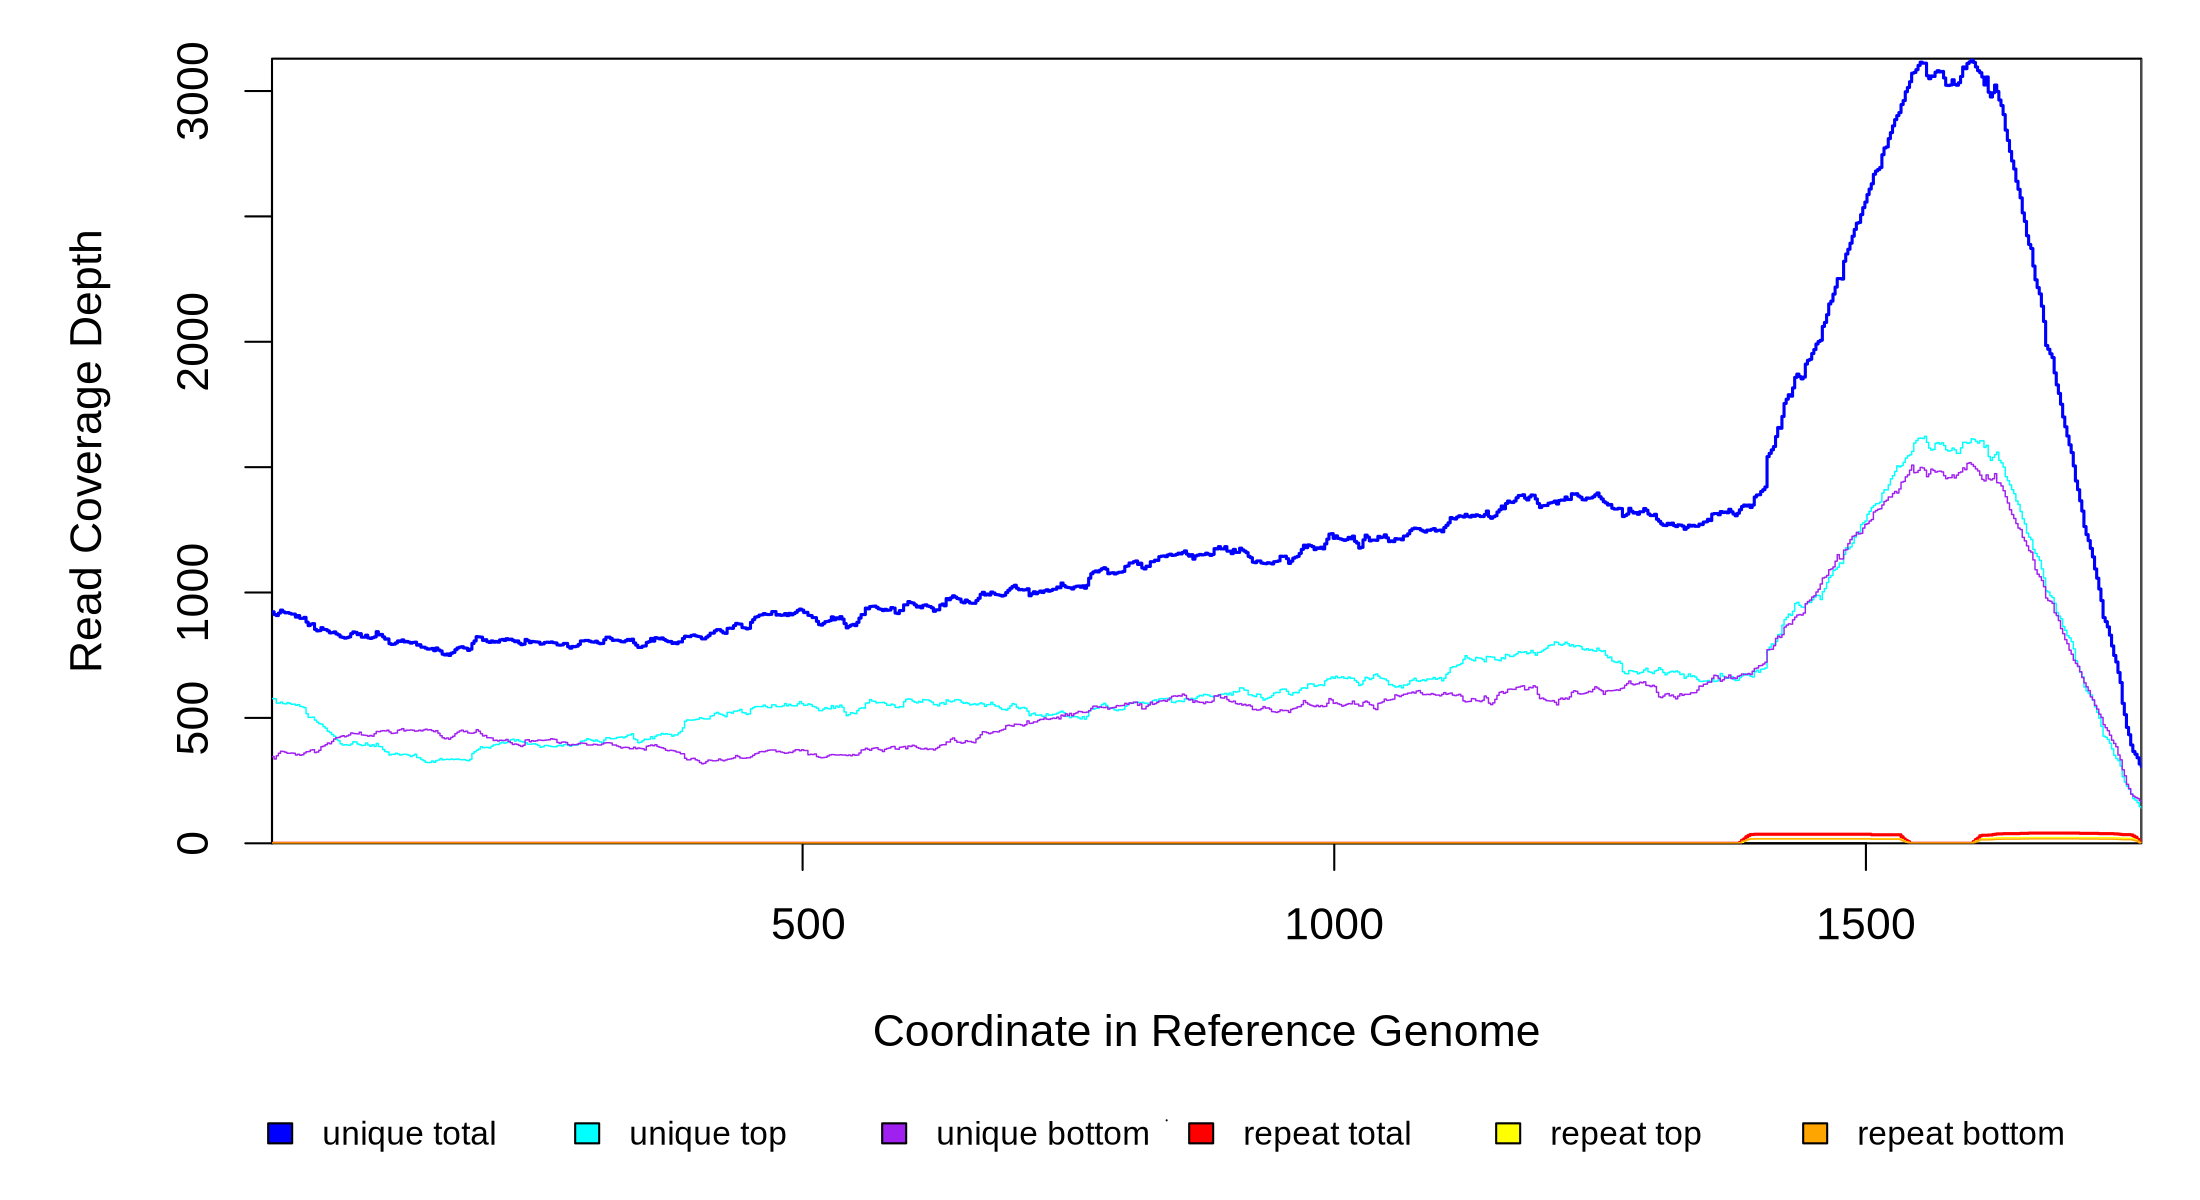 3000
2000
1000
500
0
Read Coverage Depth
500
1000
1500
Coordinate in Reference Genome
unique total
unique top
unique bottom
repeat total
repeat top
repeat bottom